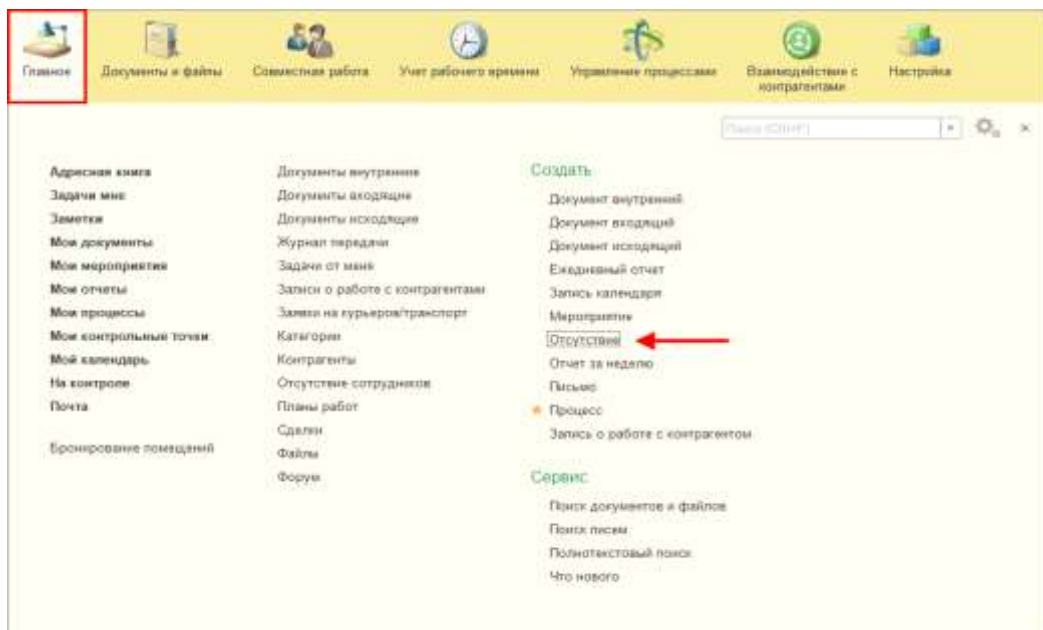 Главное
Документы и файлы
Совместная работа
Учет рабочего времени
Управление процессами
Взаимодействие с
контрагентами
Настройка
Поиск (Ctrl+F)
Адресная книга
Задачи мне
Заметки
Мои документы
Мои мероприятия
Мои отчеты
Мои процессы
Мои контрольные точки
Мой календарь
На контроле
Почта
Бронирование помещений
Документы внутренние
Документы входящие
Документы исходящие
Журнал передачи
Задачи от меня
Записи о работе с контрагентами
Заявки на курьеров/транспорт
Категории
Контрагенты
Отсутствие сотрудников
Планы работ
Сделки
Файлы
Форум
Создать
Документ внутренний
Документ входящий
Документ исходящий
Ежедневный отчет
Запись календаря
Мероприятие
Отсутствие
Отчет за неделю
Письмо
Процесс
Запись о работе с контрагентом
Сервис
Поиск документов и файлов
Поиск писем
Полнотекстовый поиск
Что нового